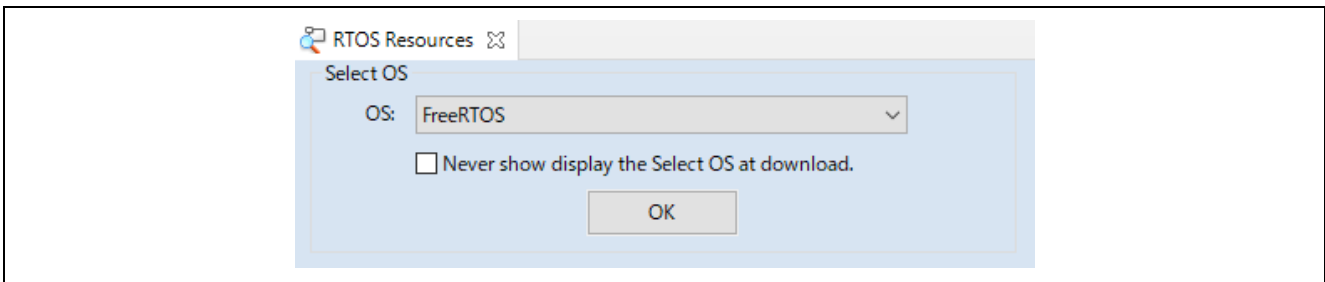 RTOS Resources
Select OS
OS: FreeRTOS
Never show display the Select OS at download.
OK